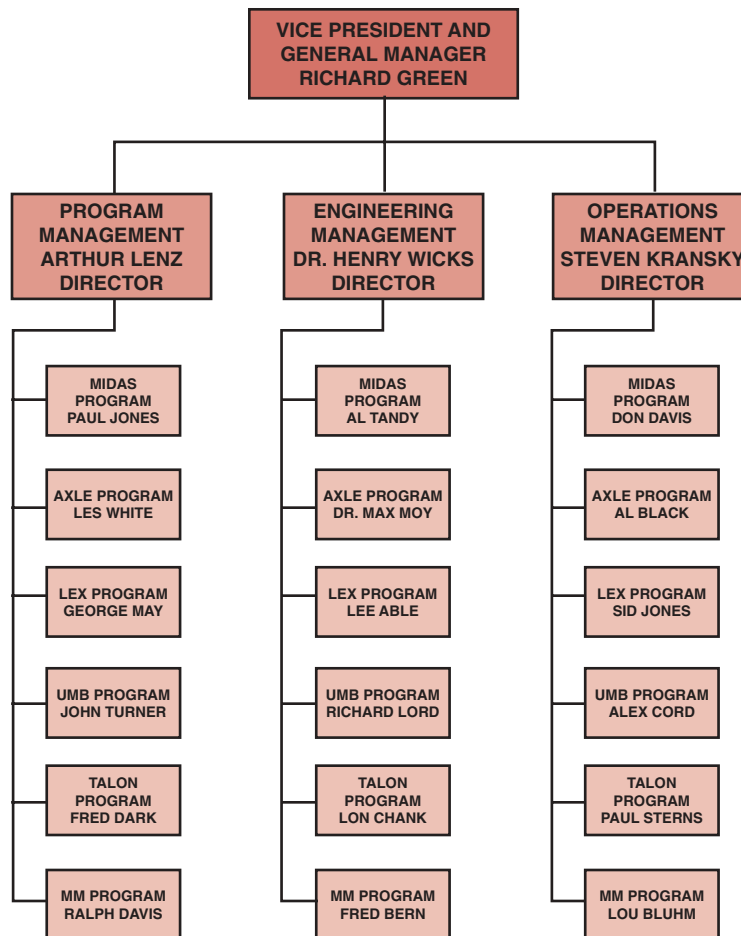 VICE PRESIDENT AND
GENERAL MANAGER
RICHARD GREEN
PROGRAM
MANAGEMENT
ARTHUR LENZ
DIRECTOR
ENGINEERING
MANAGEMENT
DR. HENRY WICKS
DIRECTOR
OPERATIONS
MANAGEMENT
STEVEN KRANSKY
DIRECTOR
MIDAS
PROGRAM
PAUL JONES
AXLE PROGRAM
LES WHITE
LEX PROGRAM
GEORGE MAY
UMB PROGRAM
JOHN TURNER
TALON
PROGRAM
FRED DARK
MM PROGRAM
RALPH DAVIS
MIDAS
PROGRAM
AL TANDY
AXLE PROGRAM
DR. MAX MOY
LEX PROGRAM
LEE ABLE
UMB PROGRAM
RICHARD LORD
TALON
PROGRAM
LON CHANK
MM PROGRAM
FRED BERN
MIDAS
PROGRAM
DON DAVIS
AXLE PROGRAM
AL BLACK
LEX PROGRAM
SID JONES
UMB PROGRAM
ALEX CORD
TALON
PROGRAM
PAUL STERNS
MM PROGRAM
LOU BLUHM